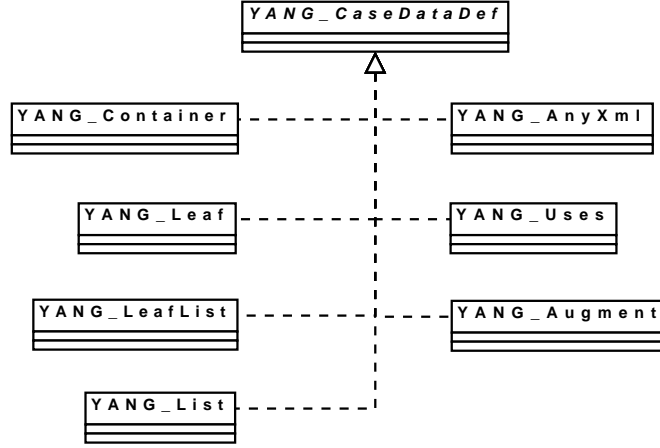 YANG_CaseDataDef
YANG_Container
YANG_AnyXml
YANG_Leaf
YANG_Uses
YANG_LeafList
YANG_Augment
YANG_List